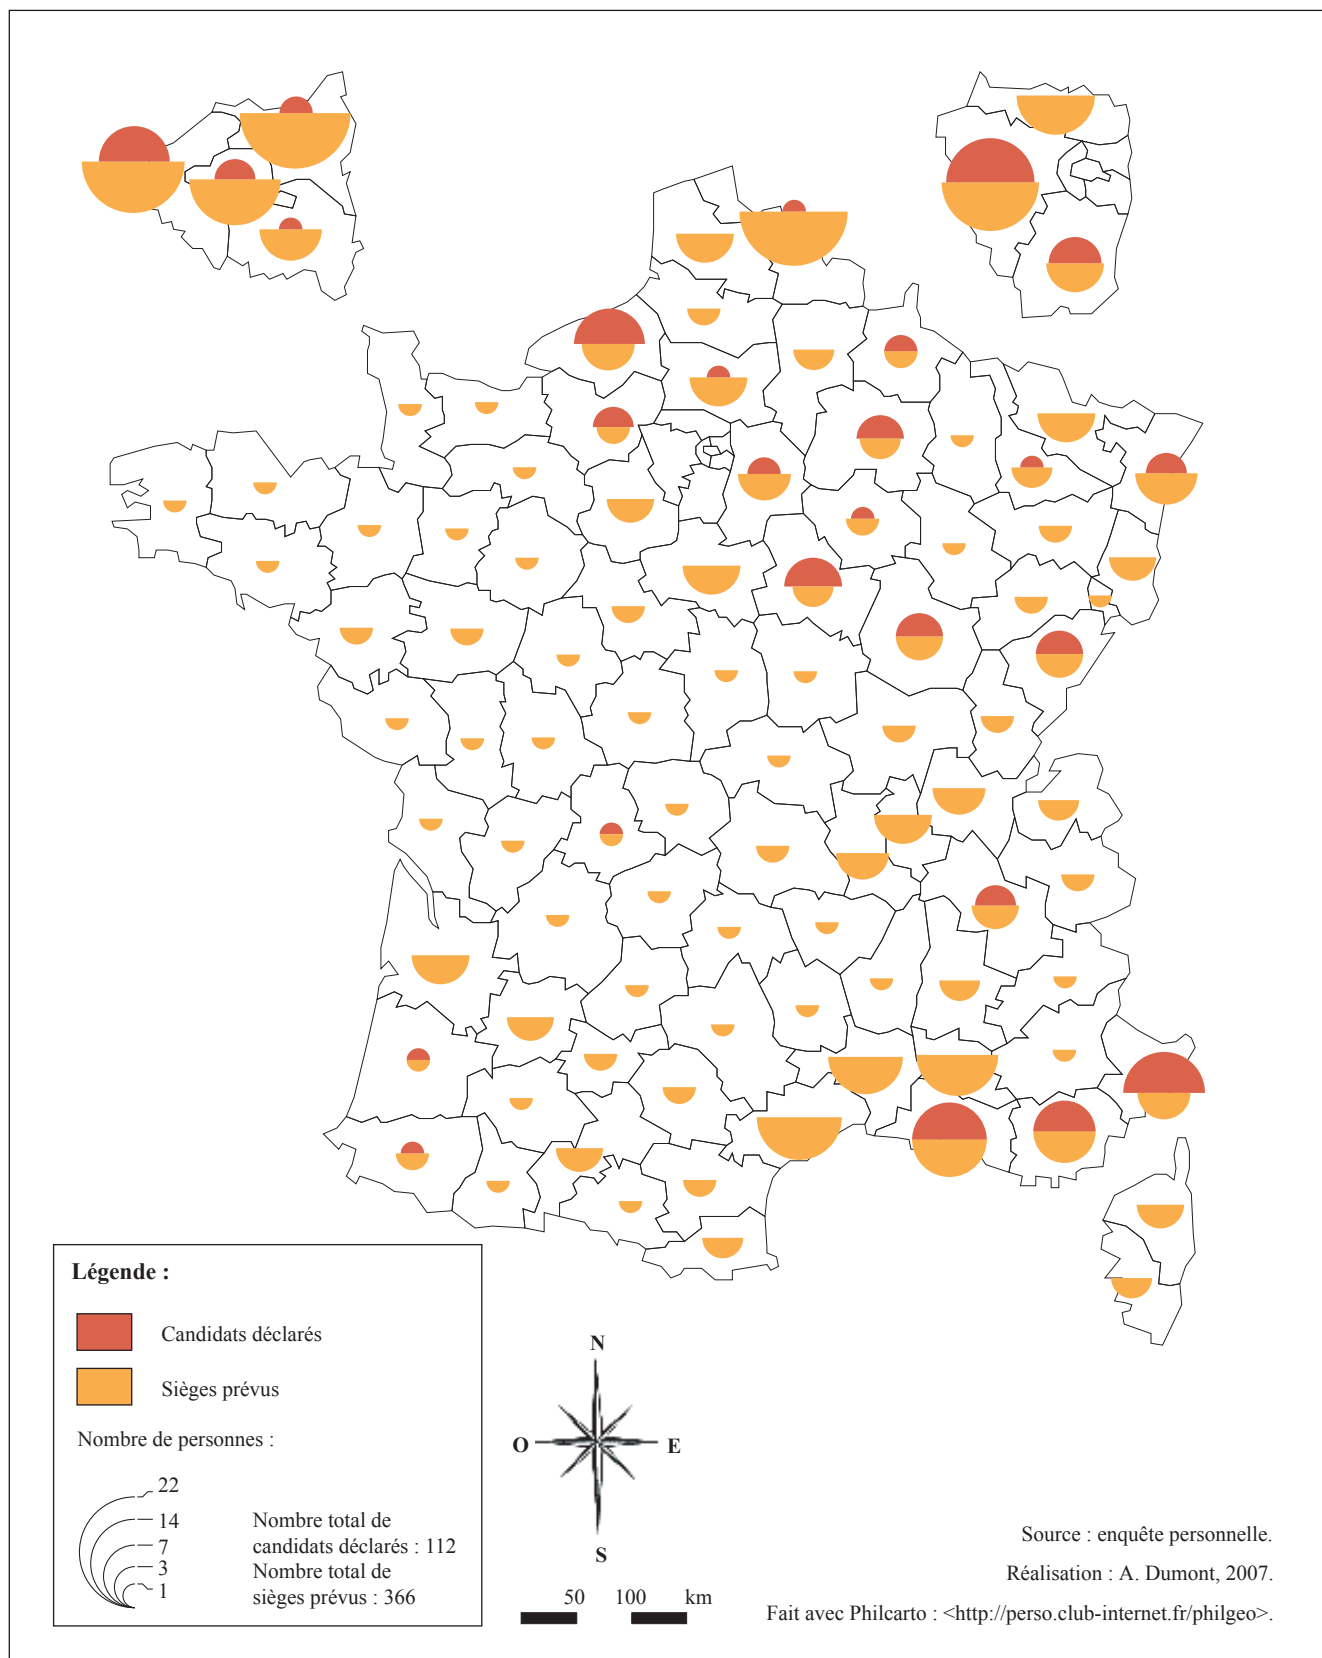 Légende :
Candidats déclarés
Sièges prévus
Nombre de personnes :
22
14
7
3
1
Nombre total de
candidats déclarés : 112
Nombre total de
sièges prévus : 366
N
O
E
S
50 100 km
Source : enquête personnelle.
Réalisation : A. Dumont, 2007.
Fait avec Philcarto : <http://perso.club-internet.fr/philgeo>.